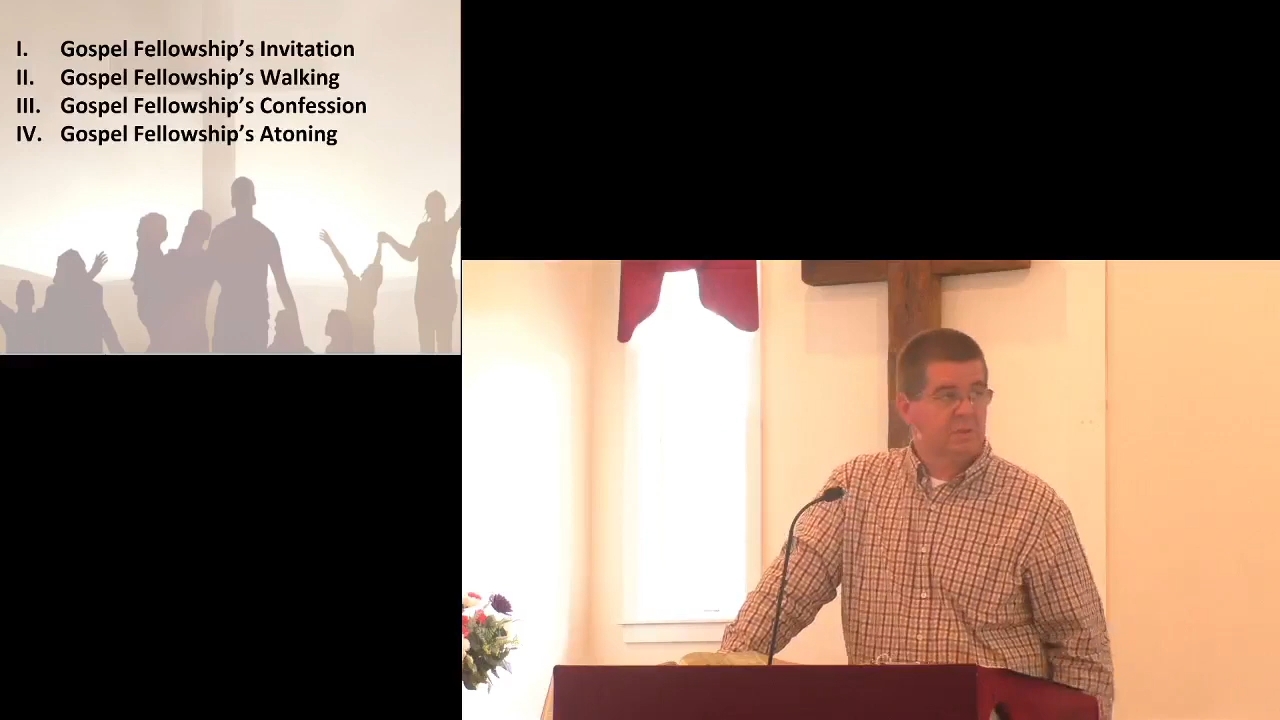 I. Gospel Fellowship’s Invitation
II. Gospel Fellowship’s Walking
III. Gospel Fellowship’s Confession
IV. Gospel Fellowship’s Atoning